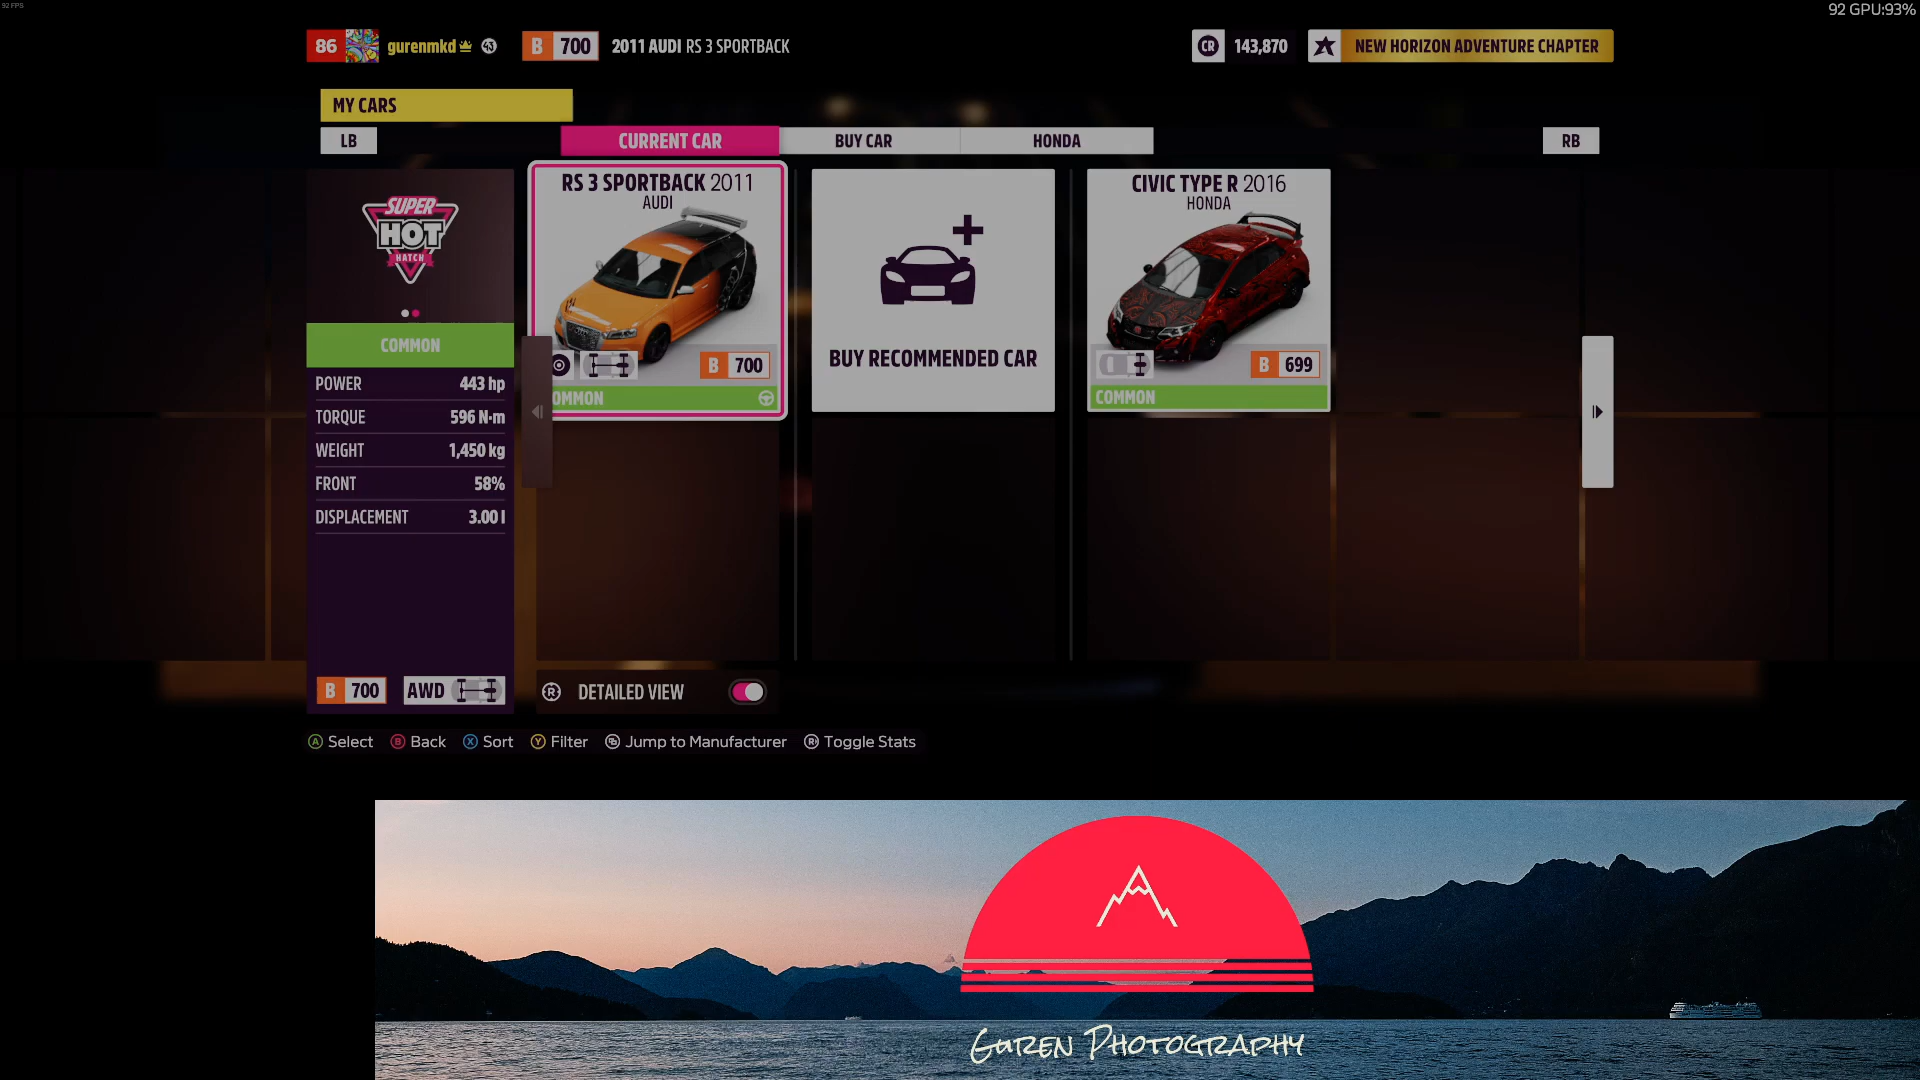 92 FPS
92 GPU:93%
86
gurenmkd
B 700
2011 AUDI RS 3 SPORTBACK
CR 143,870
NEW HORIZON ADVENTURE CHAPTER
MY CARS
LB
CURRENT CAR
BUY CAR
HONDA
RB
SUPER
HOT
HATCH
COMMON
POWER 443 hp
TORQUE 596 N·m
WEIGHT 1,450 kg
FRONT 58%
DISPLACEMENT 3.00 l
B 700
AWD
RS 3 SPORTBACK 2011
AUDI
B 700
OMMON
BUY RECOMMENDED CAR
CIVIC TYPE R 2016
HONDA
B 699
COMMON
R DETAILED VIEW
A Select
B Back
X Sort
Y Filter
Jump to Manufacturer
R Toggle Stats
Guren Photography